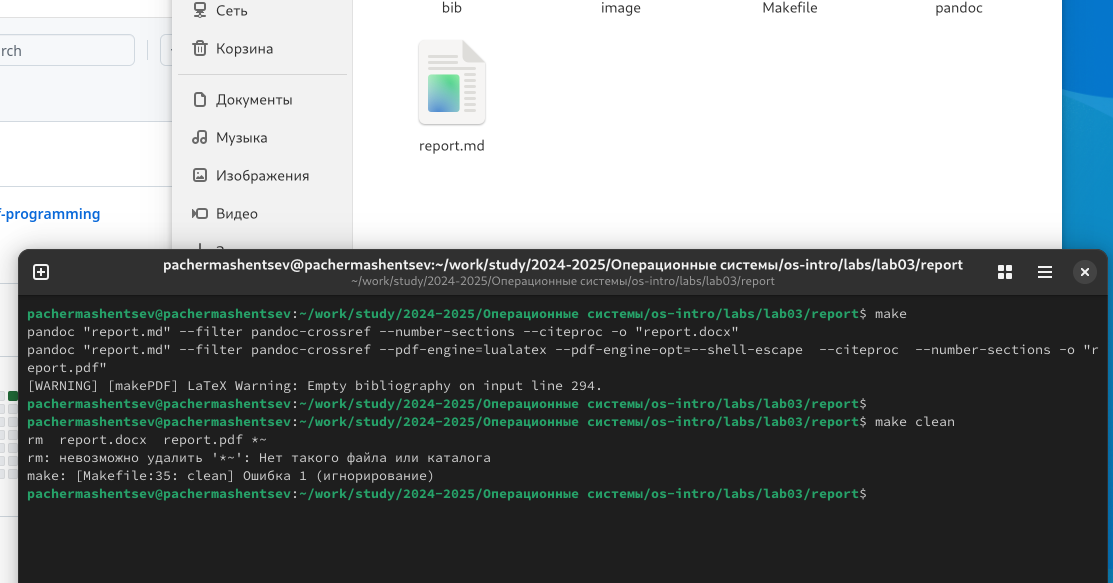 Сеть
bib
image
Makefile
pandoc
rch
Корзина
Документы
report.md
Музыка
Изображения
f-programming
Видео
pachermashentsev@pachermashentsev:~/work/study/2024-2025/Операционные системы/os-intro/labs/lab03/report
~/work/study/2024-2025/Операционные системы/os-intro/labs/lab03/report
pachermashentsev@pachermashentsev:~/work/study/2024-2025/Операционные системы/os-intro/labs/lab03/report$ make
pandoc "report.md" --filter pandoc-crossref --number-sections --citeproc -o "report.docx"
pandoc "report.md" --filter pandoc-crossref --pdf-engine=lualatex --pdf-engine-opt=--shell-escape  --citeproc  --number-sections -o "r
eport.pdf"
[WARNING] [makePDF] LaTeX Warning: Empty bibliography on input line 294.
pachermashentsev@pachermashentsev:~/work/study/2024-2025/Операционные системы/os-intro/labs/lab03/report$
pachermashentsev@pachermashentsev:~/work/study/2024-2025/Операционные системы/os-intro/labs/lab03/report$ make clean
rm  report.docx  report.pdf *~
rm: невозможно удалить '*~': Нет такого файла или каталога
make: [Makefile:35: clean] Ошибка 1 (игнорирование)
pachermashentsev@pachermashentsev:~/work/study/2024-2025/Операционные системы/os-intro/labs/lab03/report$